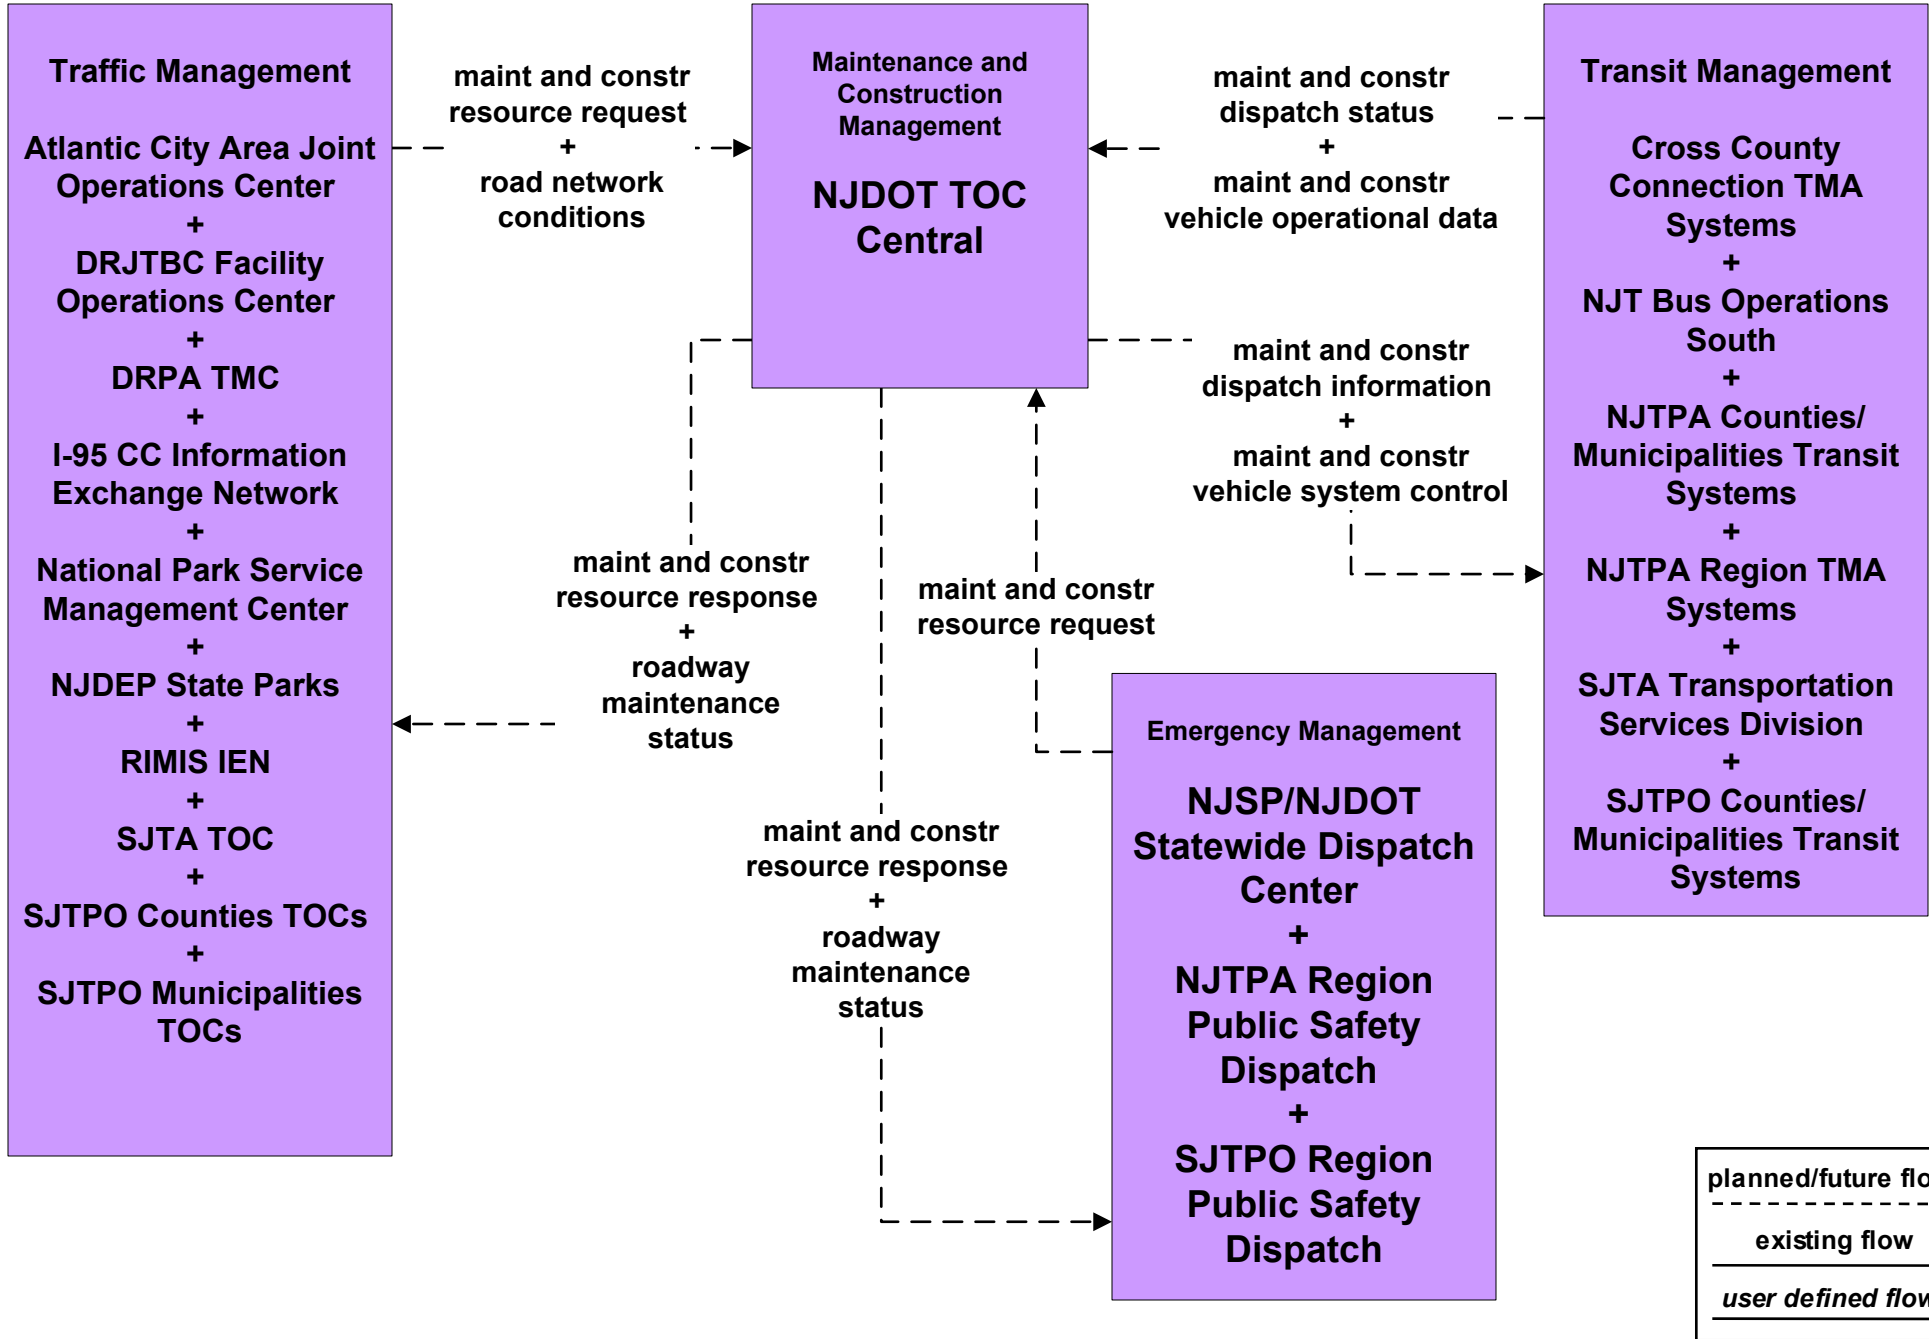 Traffic Management
Atlantic City Area Joint
Operations Center
+
DRJTBC Facility
Operations Center
+
DRPA TMC
+
I-95 CC Information
Exchange Network
+
National Park Service
Management Center
+
NJDEP State Parks
+
RIMIS IEN
+
SJTA TOC
+
SJTPO Counties TOCs
+
SJTPO Municipalities
TOCs
maint and constr
resource request
+
road network
conditions
Maintenance and
Construction
Management
NJDOT TOC
Central
maint and constr
dispatch status
+
maint and constr
vehicle operational data
maint and constr
dispatch information
+
maint and constr
vehicle system control
Transit Management
Cross County
Connection TMA
Systems
+
NJT Bus Operations
South
+
NJTPA Counties/
Municipalities Transit
Systems
+
NJTPA Region TMA
Systems
+
SJTA Transportation
Services Division
+
SJTPO Counties/
Municipalities Transit
Systems
maint and constr
resource response
+
roadway
maintenance
status
maint and constr
resource request
maint and constr
resource response
+
roadway
maintenance
status
Emergency Management
NJSP/NJDOT
Statewide Dispatch
Center
+
NJTPA Region
Public Safety
Dispatch
+
SJTPO Region
Public Safety
Dispatch
planned/future flo
existing flow
user defined flow